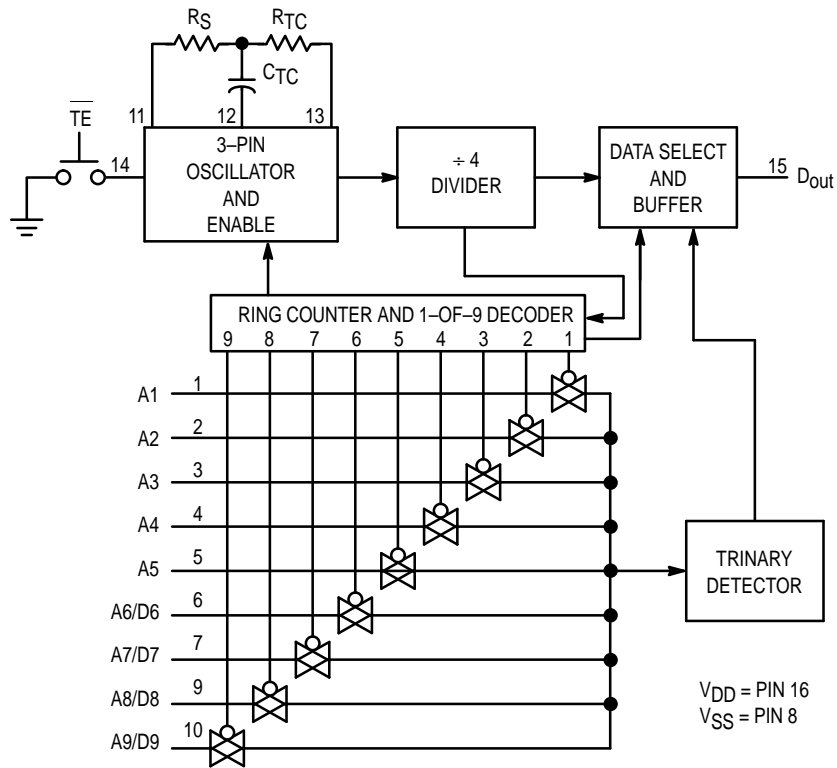 RS
RTC
CTC
11
12
13
TE
14
3–PIN
OSCILLATOR
AND
ENABLE
÷ 4
DIVIDER
DATA SELECT
AND
BUFFER
15
Dout
RING COUNTER AND 1–OF–9 DECODER
9 8 7 6 5 4 3 2 1
A1 1
A2 2
A3 3
A4 4
A5 5
A6/D6 6
A7/D7 7
A8/D8 9
A9/D9 10
TRINARY
DETECTOR
VDD = PIN 16
VSS = PIN 8